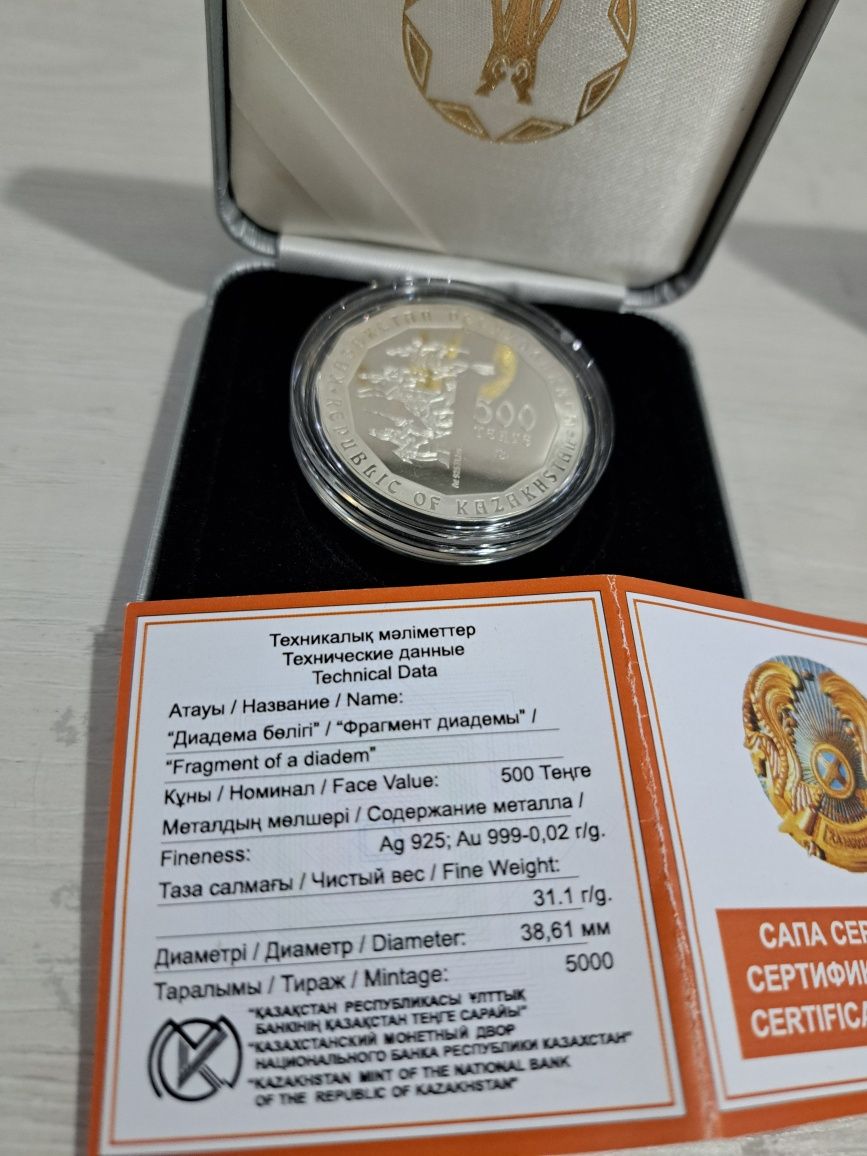 ҚАЗАҚСТАН
500
ТЕҢГЕ
REPUBLIC OF KAZAKHSTAN
Техникалық мәліметтер
Технические данные
Technical Data
Атауы / Название / Name:
“Диадема бөлігі” / “Фрагмент диадемы” /
“Fragment of a diadem”
Құны / Номинал / Face Value: 500 Теңге
Металдың мөлшері / Содержание металла /
Fineness: Ag 925; Au 999-0,02 г/g.
Таза салмағы / Чистый вес / Fine Weight:
31.1 г/g.
Диаметрі / Диаметр / Diameter: 38,61 мм
Таралымы / Тираж / Mintage: 5000
"ҚАЗАҚСТАН РЕСПУБЛИКАСЫ ҰЛТТЫҚ
БАНКІНІҢ ҚАЗАҚСТАН ТЕҢГЕ САРАЙЫ"
"КАЗАХСТАНСКИЙ МОНЕТНЫЙ ДВОР
НАЦИОНАЛЬНОГО БАНКА РЕСПУБЛИКИ КАЗАХСТАН"
"KAZAKHSTAN MINT OF THE NATIONAL BANK
OF THE REPUBLIC OF KAZAKHSTAN"
САПА СЕР
СЕРТИФИК
CERTIFICA